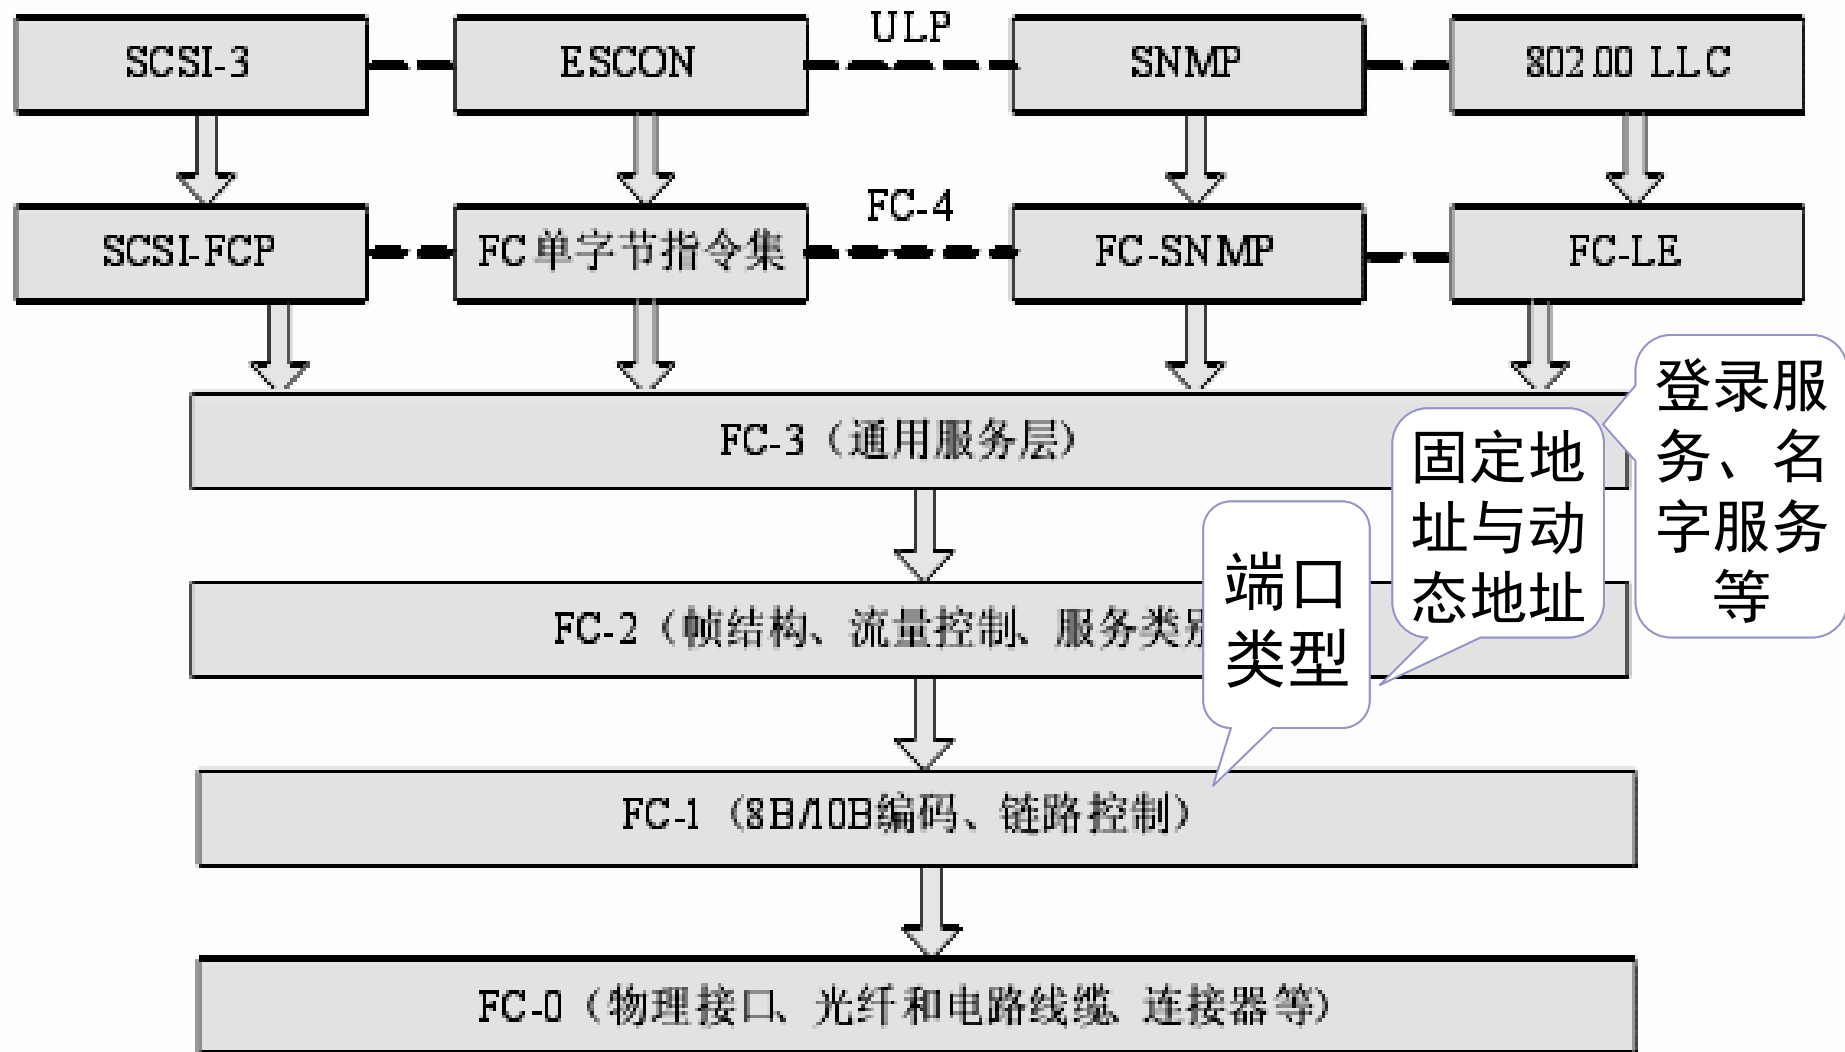 ULP
SCSI-3
ESCON
SNMP
802.00 LLC
FC-4
SCSI-FCP
FC单字节指令集
FC-SNMP
FC-LE
FC-3（通用服务层）
登录服
务、名
字服务
等
固定地
址与动
态地址
FC-2（帧结构、流量控制、服务类
端口
类型
FC-1（8B/10B编码、链路控制）
FC-0（物理接口、光纤和电路线缆、连接器等）